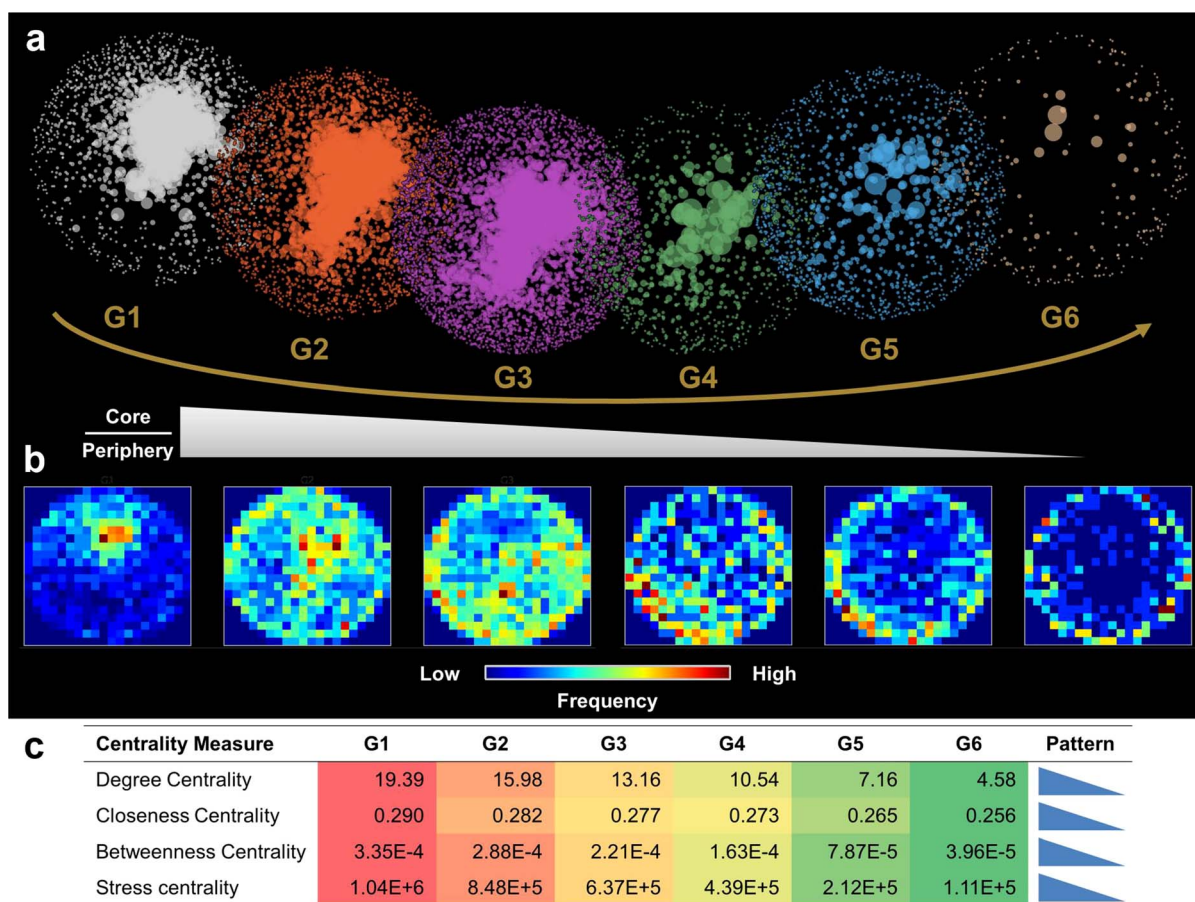 a
G1
G2
G3
G4
G5
G6
Core
Periphery
b
G1
G2
G3
Low
High
Frequency
c
Centrality Measure G1 G2 G3 G4 G5 G6 Pattern
Degree Centrality 19.39 15.98 13.16 10.54 7.16 4.58
Closeness Centrality 0.290 0.282 0.277 0.273 0.265 0.256
Betweenness Centrality 3.35E-4 2.88E-4 2.21E-4 1.63E-4 7.87E-5 3.96E-5
Stress centrality 1.04E+6 8.48E+5 6.37E+5 4.39E+5 2.12E+5 1.11E+5